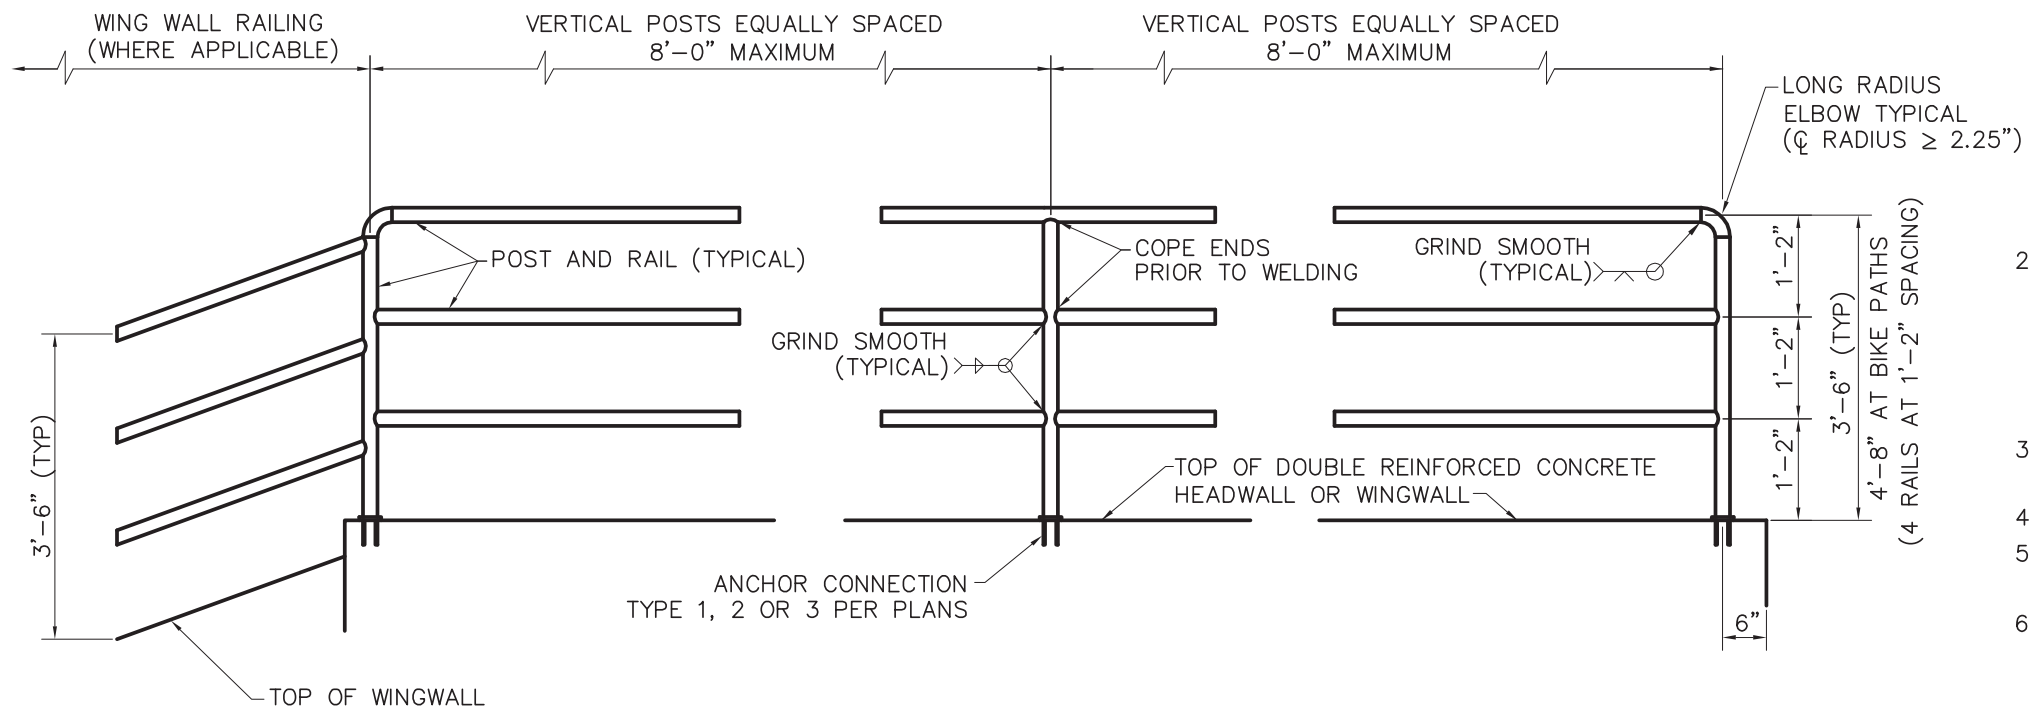 WING WALL RAILING
(WHERE APPLICABLE)
VERTICAL POSTS EQUALLY SPACED
8'-0" MAXIMUM
VERTICAL POSTS EQUALLY SPACED
8'-0" MAXIMUM
LONG RADIUS
ELBOW TYPICAL
(℄ RADIUS ≥ 2.25")
POST AND RAIL (TYPICAL)
COPE ENDS
PRIOR TO WELDING
GRIND SMOOTH
(TYPICAL)
GRIND SMOOTH
(TYPICAL)
1'-2"
1'-2"
1'-2"
3'-6" (TYP)
4'-8" AT BIKE PATHS
(4 RAILS AT 1'-2" SPACING)
2
3
4
5
6
3'-6" (TYP)
TOP OF DOUBLE REINFORCED CONCRETE
HEADWALL OR WINGWALL
ANCHOR CONNECTION
TYPE 1, 2 OR 3 PER PLANS
6"
TOP OF WINGWALL